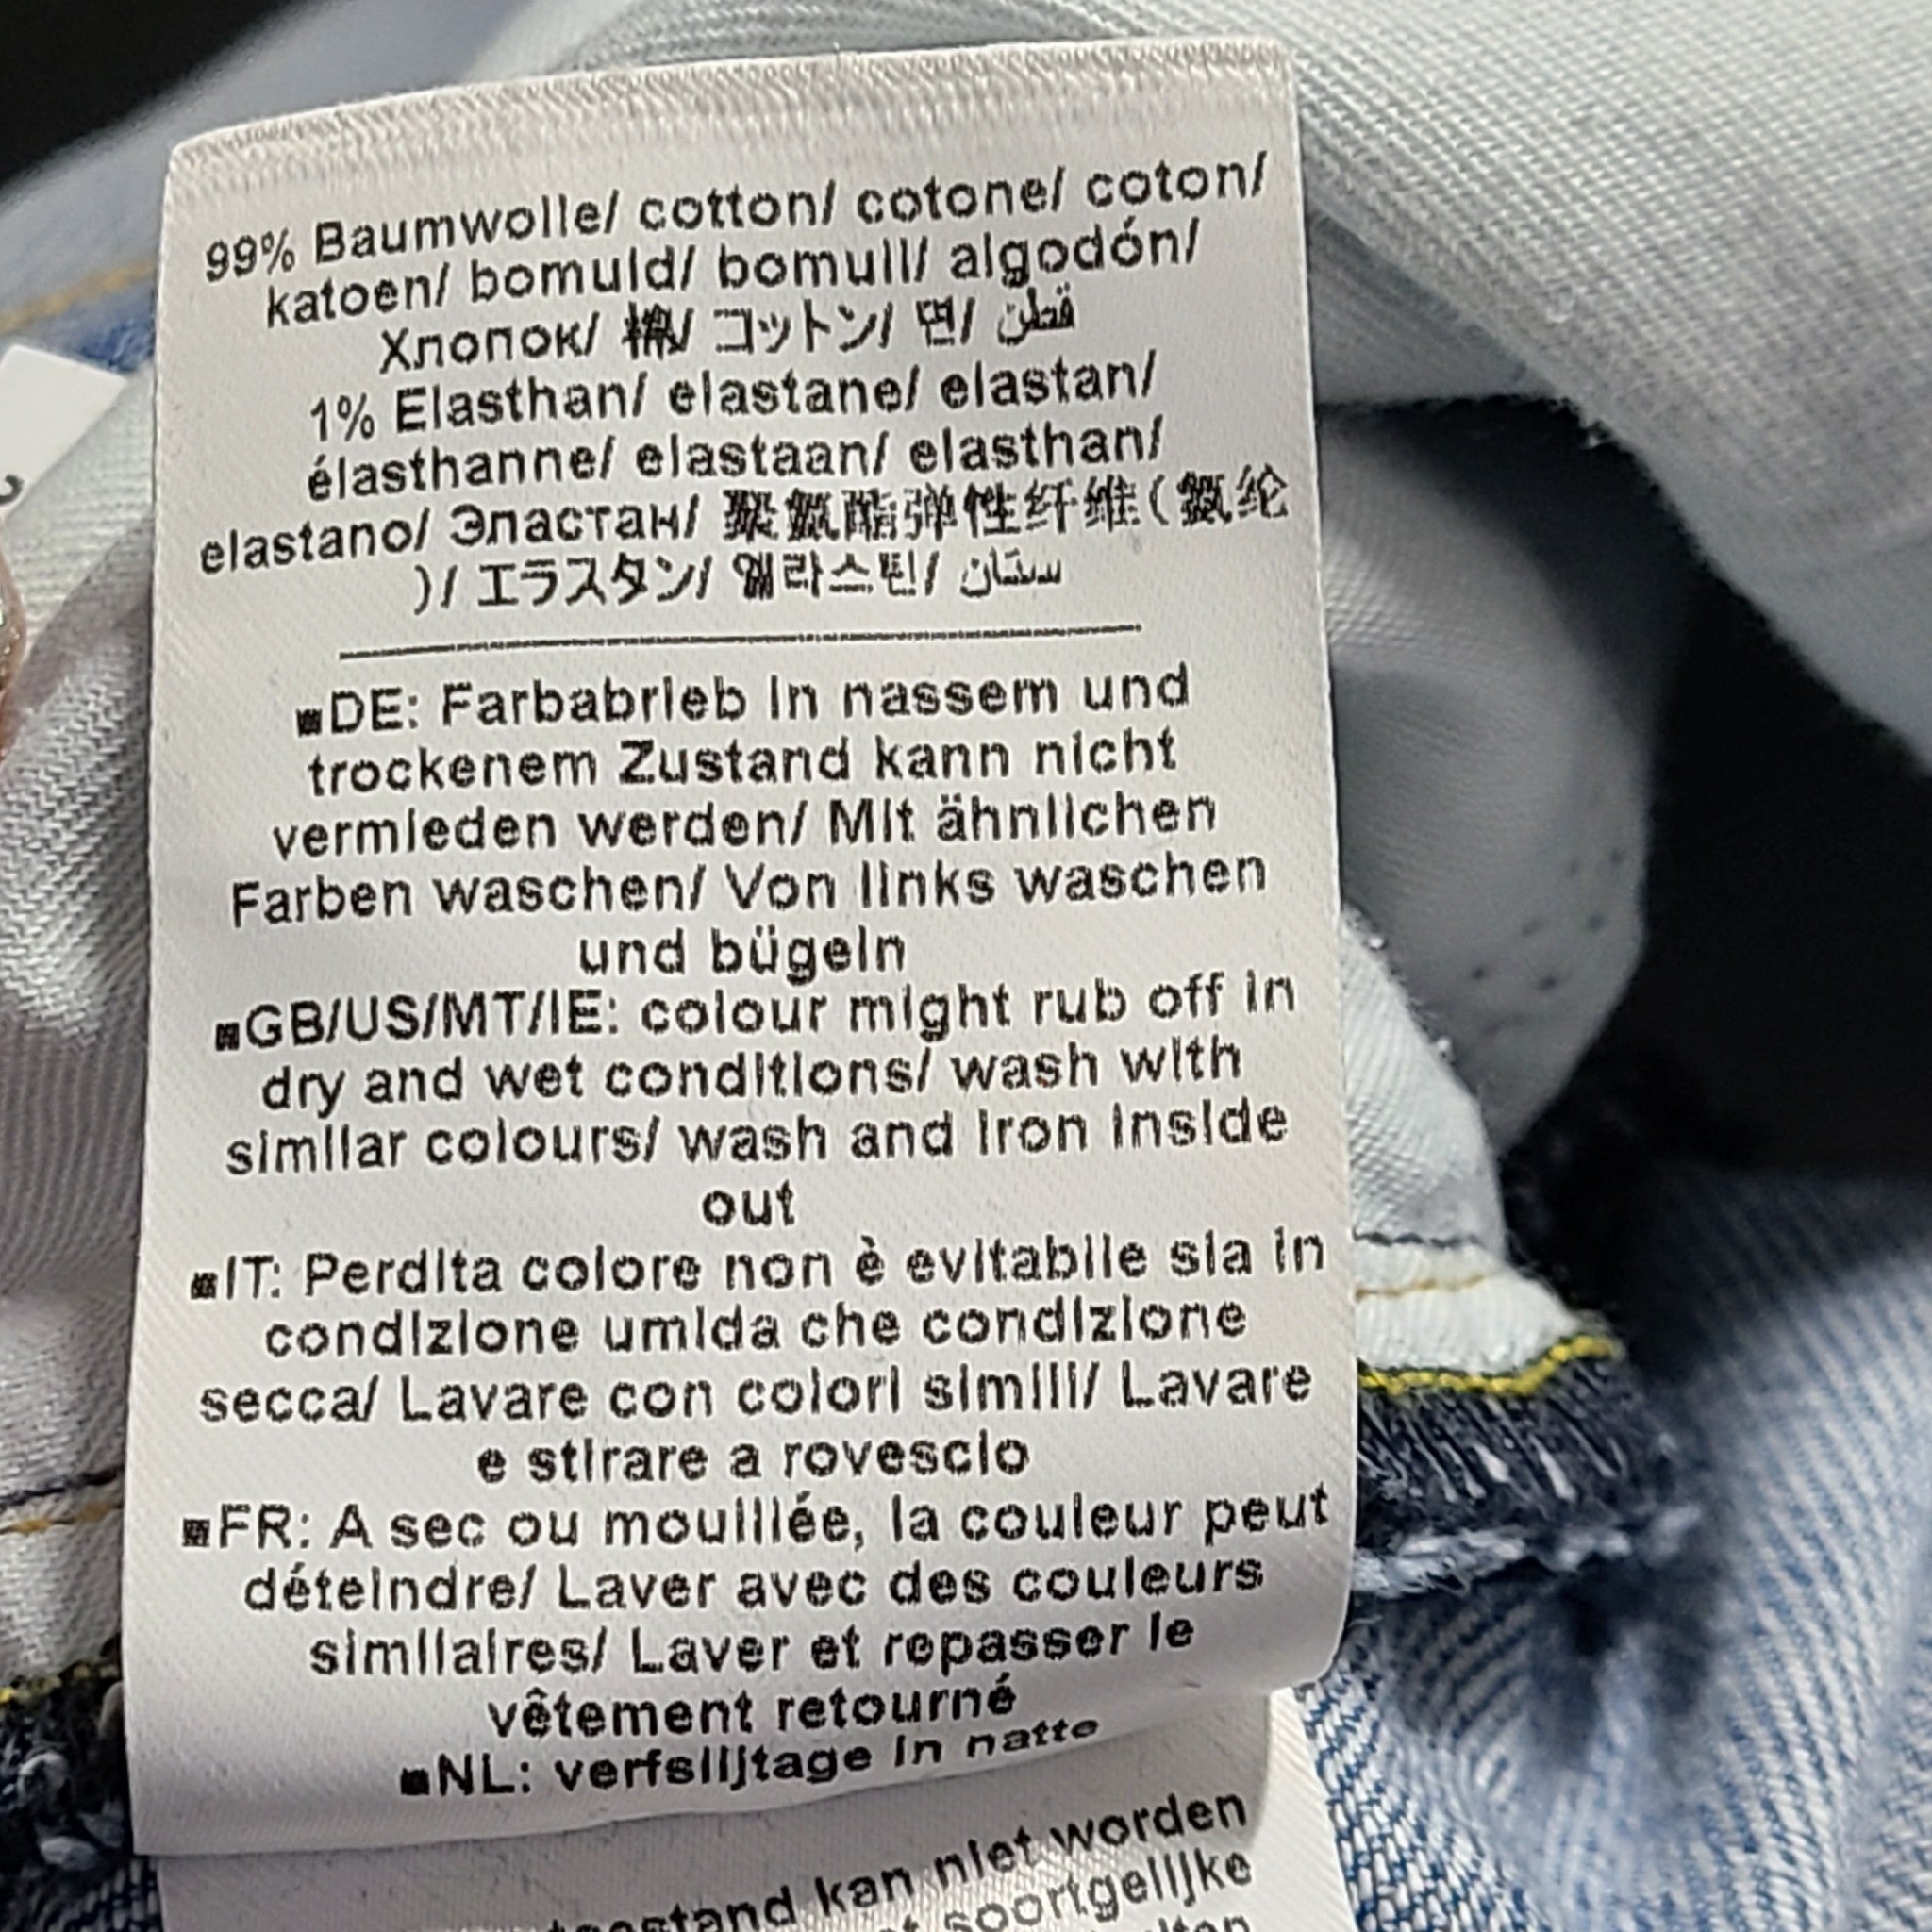 99% Baumwolle/ cotton/ cotone/ coton/
katoen/ bomuld/ bomull/ algodón/
Хлопок/ 棉/ コットン/ 면/ قطن
1% Elasthan/ elastane/ elastan/
élasthanne/ elastaan/ elasthan/
elastano/ Эластан/ 聚氨酯弹性纤维(氨纶
)/ エラスタン/ 엘라스틴/
■DE: Farbabrieb in nassem und
trockenem Zustand kann nicht
vermieden werden/ Mit ähnlichen
Farben waschen/ Von links waschen
und bügeln
■GB/US/MT/IE: colour might rub off in
dry and wet conditions/ wash with
similar colours/ wash and iron inside
out
■IT: Perdita colore non è evitabile sia in
condizione umida che condizione
secca/ Lavare con colori simili/ Lavare
e stirare a rovescio
■FR: A sec ou mouillée, la couleur peut
déteindre/ Laver avec des couleurs
similaires/ Laver et repasser le
vêtement retourné
■NL: verfslijtage in natte
toestand kan niet worden
soortgelijke